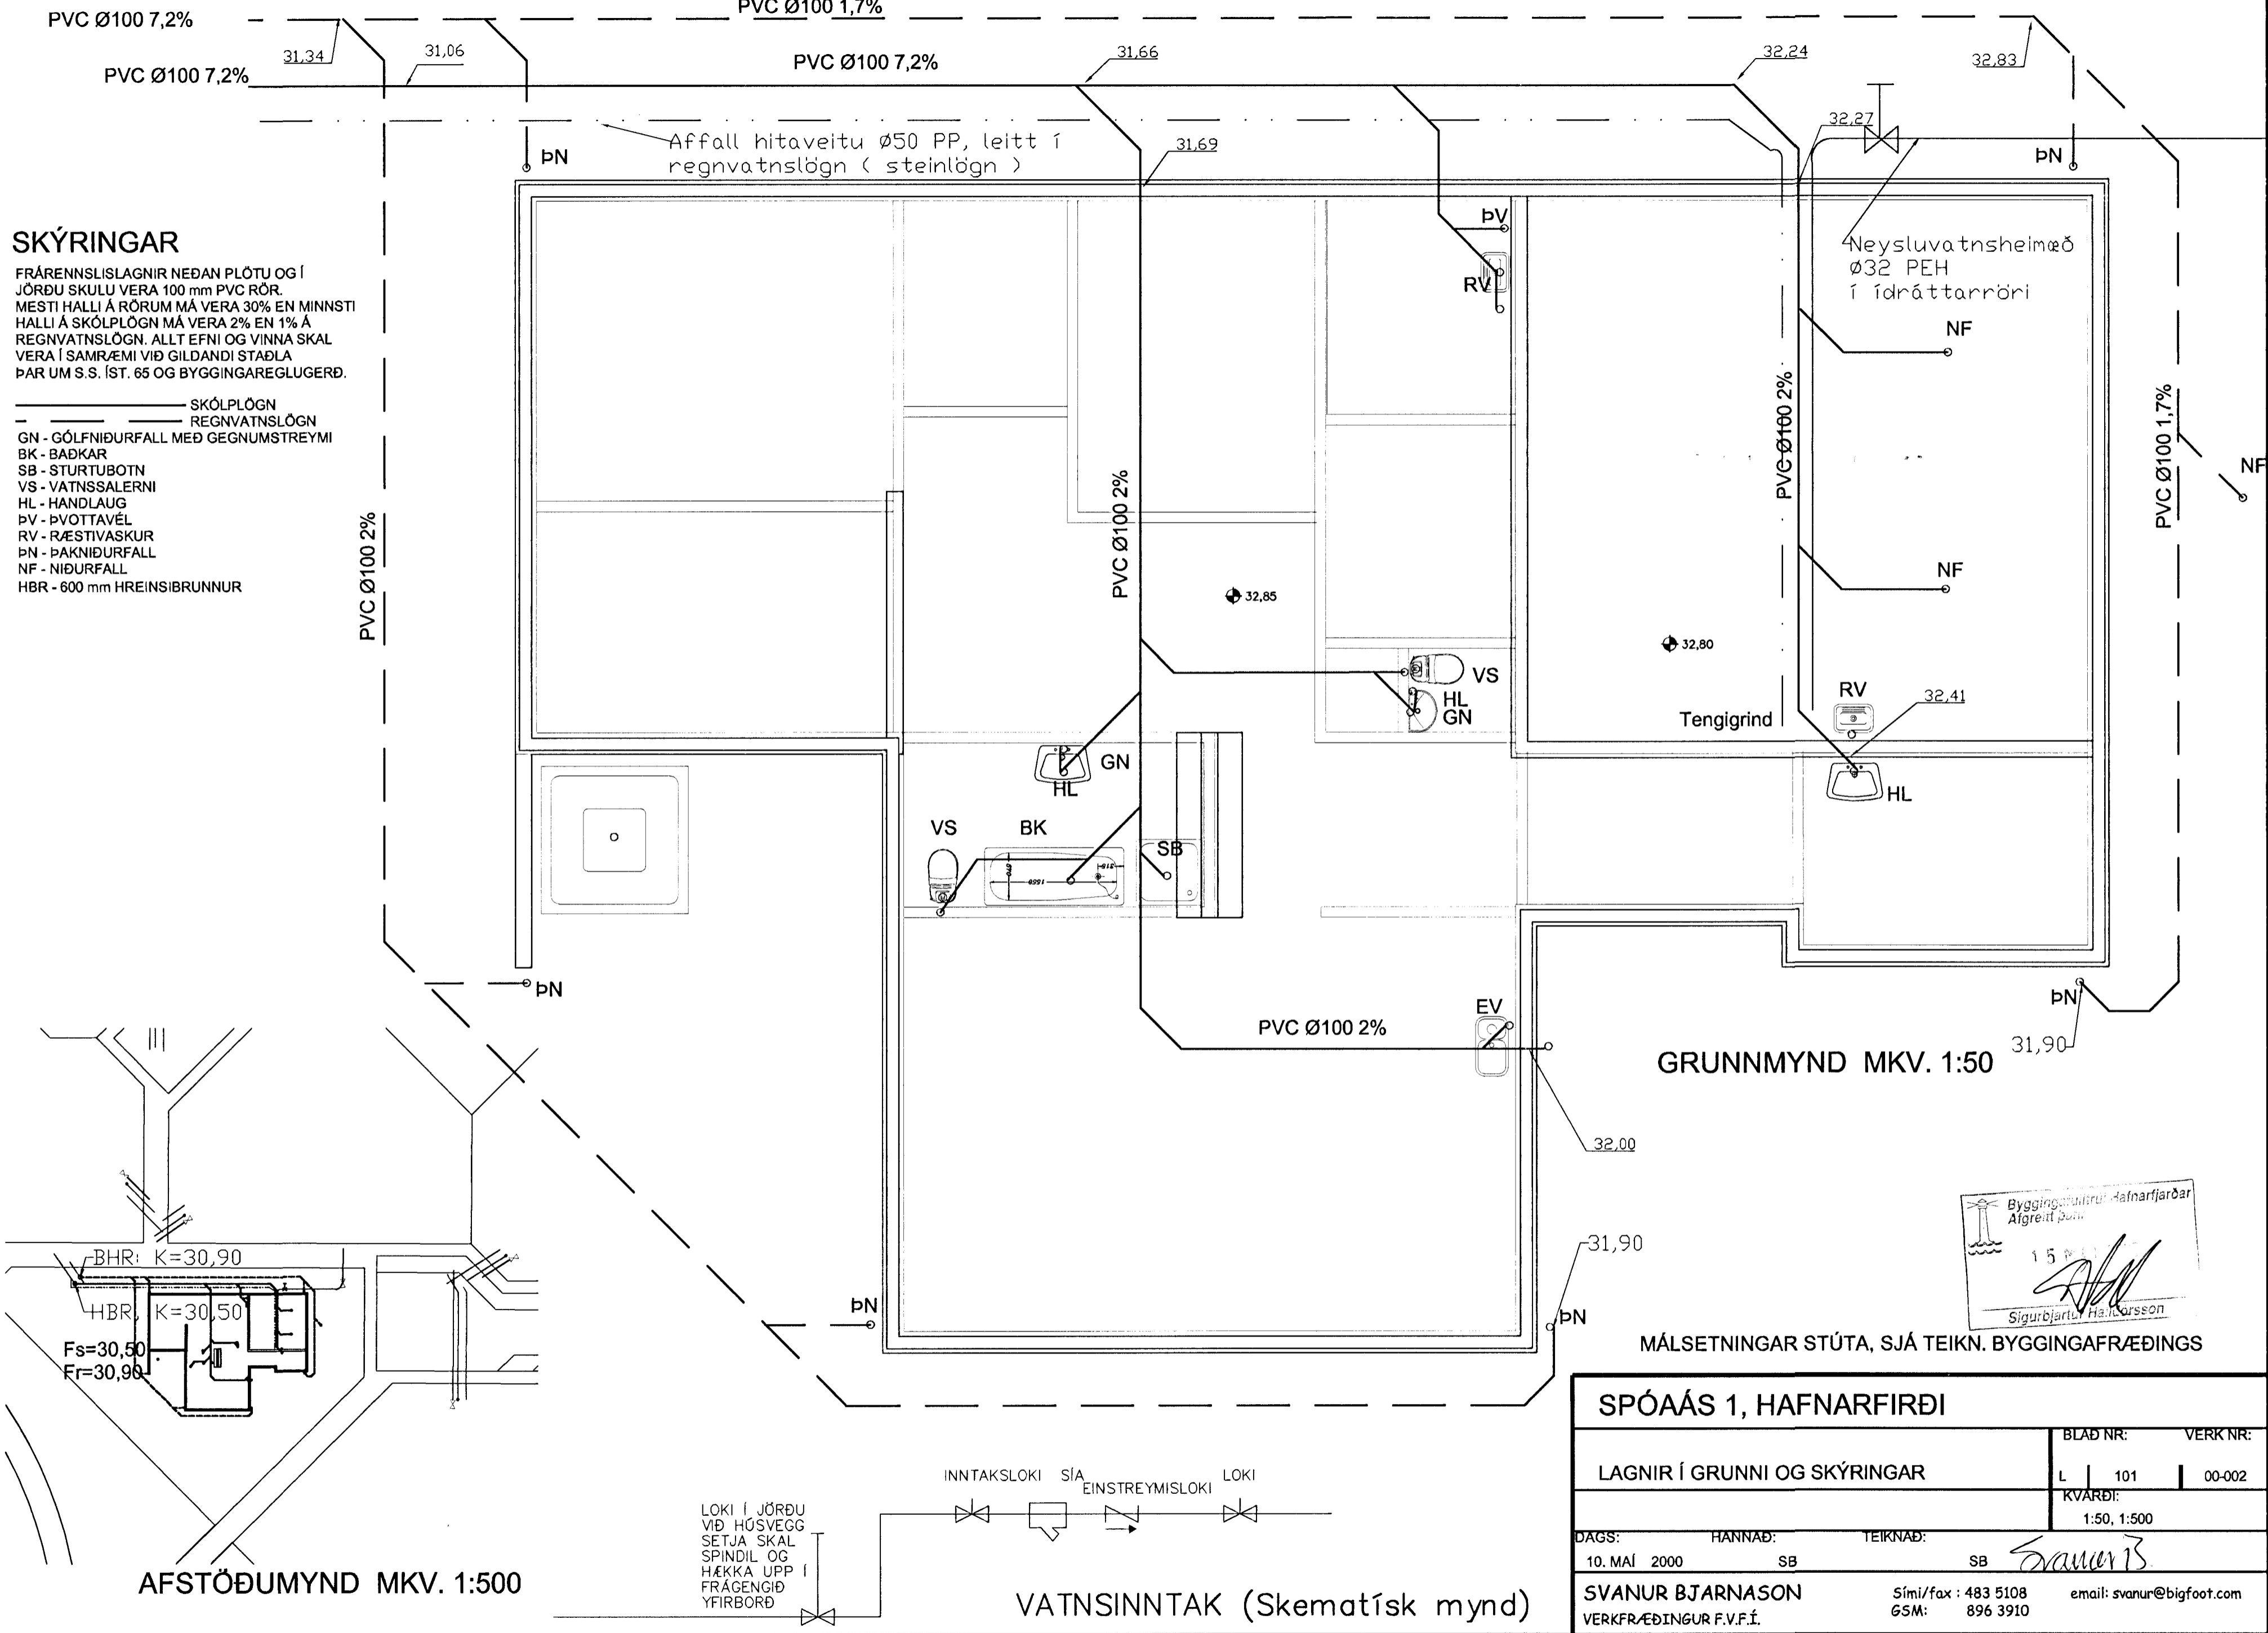 PVC Ø100 1,7%
PVC Ø100 7,2%
31,34
31,06
PVC Ø100 7,2%
PVC Ø100 7,2%
31,66
32,24
32,83
Affall hitaveitu Ø50 PP, leitt í
regnvatnslögn ( steinlögn )
ÞN
31,69
32,27
ÞN
Neysluvatnsheimæð
Ø32 PEH
í ídráttarröri
SKÝRINGAR
FRÁRENNSLISLAGNIR NEÐAN PLÖTU OG Í
JÖRÐU SKULU VERA 100 mm PVC RÖR.
MESTI HALLI Á RÖRUM MÁ VERA 30% EN MINNSTI
HALLI Á SKÓLPLÖGN MÁ VERA 2% EN 1% Á
REGNVATNSLÖGN. ALLT EFNI OG VINNA SKAL
VERA Í SAMRÆMI VIÐ GILDANDI STAÐLA
ÞAR UM S.S. ÍST. 65 OG BYGGINGAREGLUGERÐ.
SKÓLPLÖGN
REGNVATNSLÖGN
GN - GÓLFNIÐURFALL MEÐ GEGNUMSTREYMI
BK - BAÐKAR
SB - STURTUBOTN
VS - VATNSSALERNI
HL - HANDLAUG
ÞV - ÞVOTTAVÉL
RV - RÆSTIVASKUR
ÞN - ÞAKNIÐURFALL
NF - NIÐURFALL
HBR - 600 mm HREINSIBRUNNUR
ÞV
RV
NF
NF
NF
PVC Ø100 2%
PVC Ø100 2%
PVC Ø100 2%
PVC Ø100 1,7%
32,85
32,80
VS
HL
GN
Tengigrind
RV
32,41
HL
GN
HL
VS
BK
SB
1550
570
315
ÞN
EV
PVC Ø100 2%
ÞN
31,90
GRUNNMYND MKV. 1:50
32,00
31,90
ÞN
ÞN
BHR: K=30,90
HBR, K=30,50
Fs=30,50
Fr=30,90
AFSTÖÐUMYND MKV. 1:500
Hafnarfjarðar
Afgreitt
15
MÁLSETNINGAR STÚTA, SJÁ TEIKN. BYGGINGAFRÆÐINGS
INNTAKSLOKI SÍA EINSTREYMISLOKI LOKI
LOKI Í JÖRÐU
VIÐ HÚSVEGG
SETJA SKAL
SPINDIL OG
HÆKKA UPP Í
FRÁGENGIÐ
YFIRBORÐ
VATNSINNTAK (Skematísk mynd)
SPÓAÁS 1, HAFNARFIRÐI
LAGNIR Í GRUNNI OG SKÝRINGAR
BLAÐ NR: VERK NR:
L 101 00-002
KVARÐI:
1:50, 1:500
DAGS: HANNAÐ: TEIKNAÐ:
10. MAÍ 2000 SB SB Svanur B.
SVANUR BJARNASON
VERKFRÆÐINGUR F.V.F.Í.
Sími/fax : 483 5108
GSM: 896 3910
email: svanur@bigfoot.com